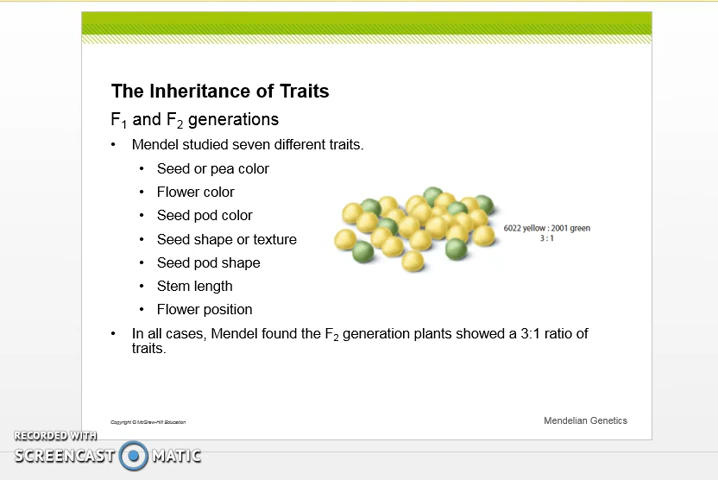 The Inheritance of Traits
F1 and F2 generations
• Mendel studied seven different traits.
• Seed or pea color
• Flower color
• Seed pod color
• Seed shape or texture
• Seed pod shape
• Stem length
• Flower position
6022 yellow : 2001 green
3 : 1
• In all cases, Mendel found the F2 generation plants showed a 3:1 ratio of
traits.
Copyright © McGraw-Hill Education
Mendelian Genetics
RECORDED WITH
SCREENCAST MATIC